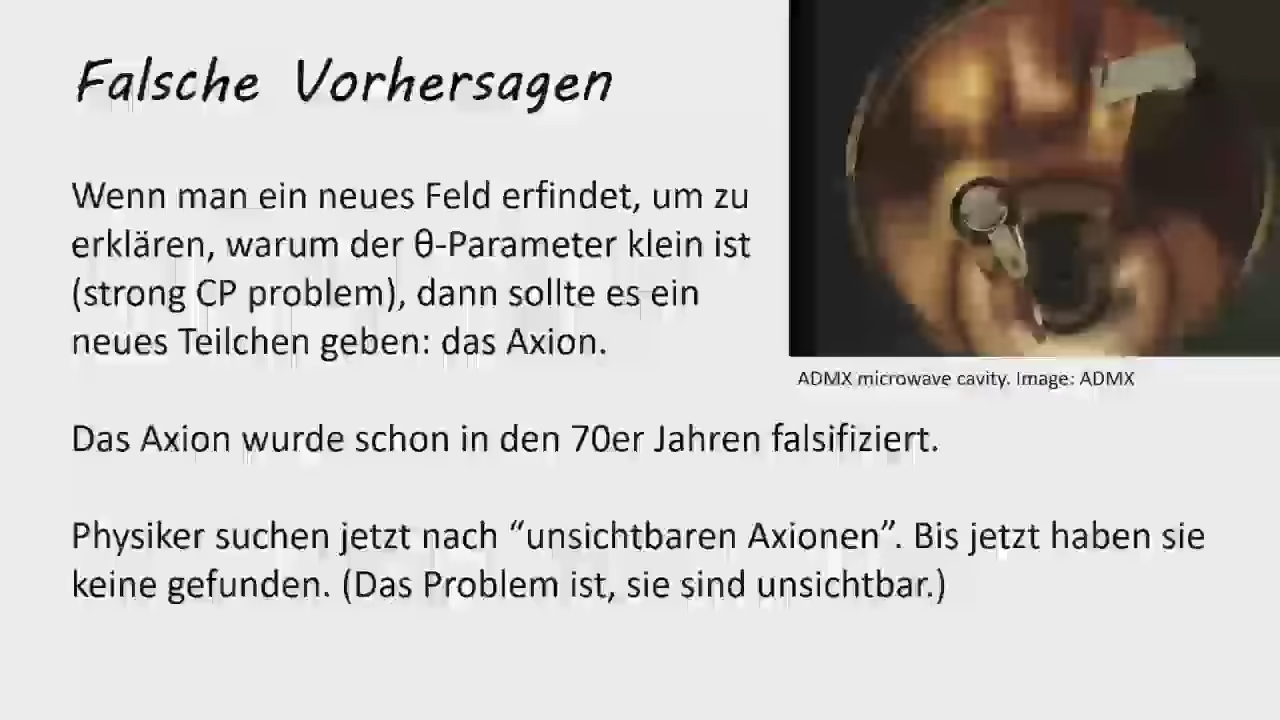 Falsche Vorhersagen
Wenn man ein neues Feld erfindet, um zu
erklären, warum der θ-Parameter klein ist
(strong CP problem), dann sollte es ein
neues Teilchen geben: das Axion.
ADMX microwave cavity. Image: ADMX
Das Axion wurde schon in den 70er Jahren falsifiziert.
Physiker suchen jetzt nach “unsichtbaren Axionen”. Bis jetzt haben sie
keine gefunden. (Das Problem ist, sie sind unsichtbar.)